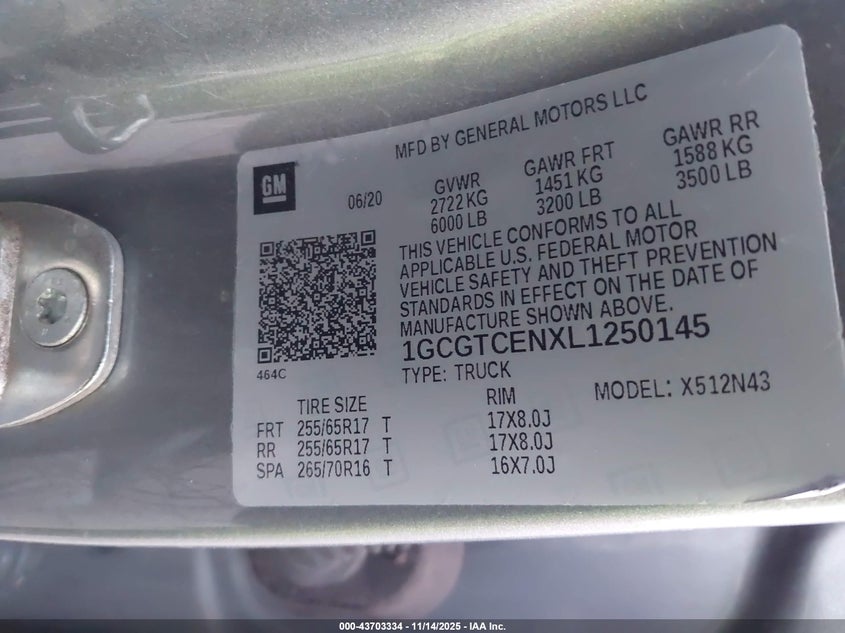 MFD BY GENERAL MOTORS LLC
GM
06/20
GVWR
2722 KG
6000 LB
GAWR FRT
1451 KG
3200 LB
GAWR RR
1588 KG
3500 LB
THIS VEHICLE CONFORMS TO ALL
APPLICABLE U.S. FEDERAL MOTOR
VEHICLE SAFETY AND THEFT PREVENTION
STANDARDS IN EFFECT ON THE DATE OF
MANUFACTURE SHOWN ABOVE.
1GCGTCENXL1250145
464C
TYPE: TRUCK
MODEL: X512N43
TIRE SIZE RIM
FRT 255/65R17 T 17X8.0J
RR 255/65R17 T 17X8.0J
SPA 265/70R16 T 16X7.0J
000-43703334 — 11/14/2025 — IAA Inc.